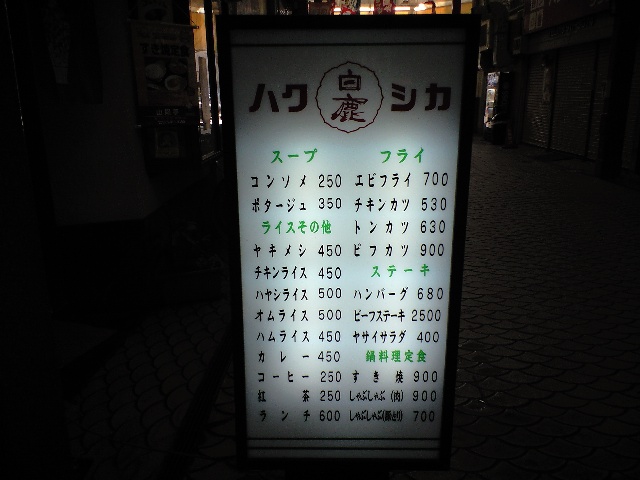 ハク 白鹿 シカ
スープ
コンソメ 250
ポタージュ 350
ライスその他
ヤキメシ 450
チキンライス 450
ハヤシライス 500
オムライス 500
ハムライス 450
カレー 450
コーヒー 250
紅茶 250
ランチ 600
フライ
エビフライ 700
チキンカツ 530
トンカツ 630
ビフカツ 900
ステーキ
ハンバーグ 680
ビーフステーキ 2500
ヤサイサラダ 400
鍋料理定食
すき焼 900
しゃぶしゃぶ(肉) 900
しゃぶしゃぶ 700